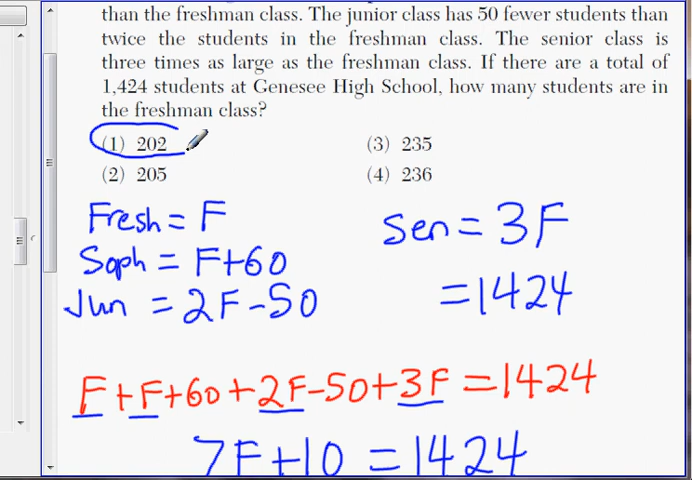 than the freshman class. The junior class has 50 fewer students than
twice the students in the freshman class. The senior class is
three times as large as the freshman class. If there are a total of
1,424 students at Genesee High School, how many students are in
the freshman class?
(1) 202 (3) 235
(2) 205 (4) 236
Fresh = F
Sen = 3F
Soph = F+60
Jun = 2F-50
=1424
F+F+60+2F-50+3F=1424
7F+10=1424